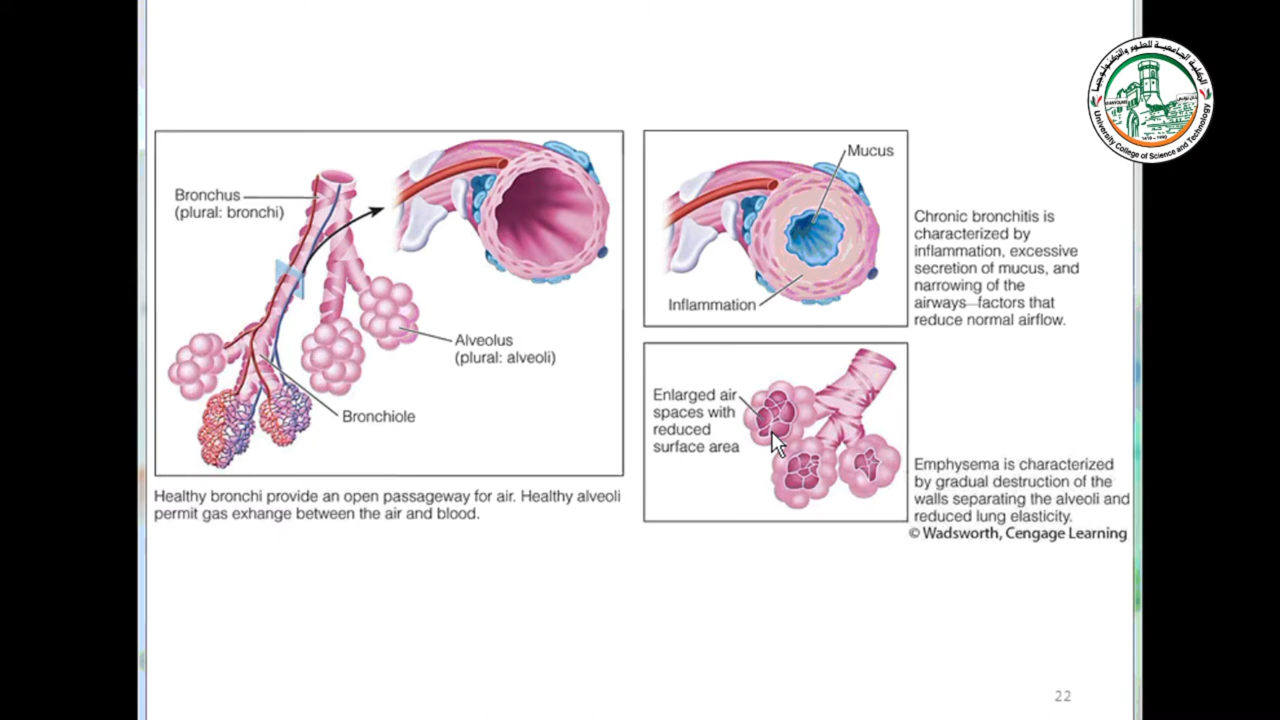 Bronchus
(plural: bronchi)
Alveolus
(plural: alveoli)
Bronchiole
Healthy bronchi provide an open passageway for air. Healthy alveoli
permit gas exhange between the air and blood.
Mucus
Inflammation
Chronic bronchitis is
characterized by
inflammation, excessive
secretion of mucus, and
narrowing of the
airways—factors that
reduce normal airflow.
Enlarged air
spaces with
reduced
surface area
Emphysema is characterized
by gradual destruction of the
walls separating the alveoli and
reduced lung elasticity.
© Wadsworth, Cengage Learning
22
الكلية الجامعية للعلوم والتكنولوجيا
University College of Science and Technology